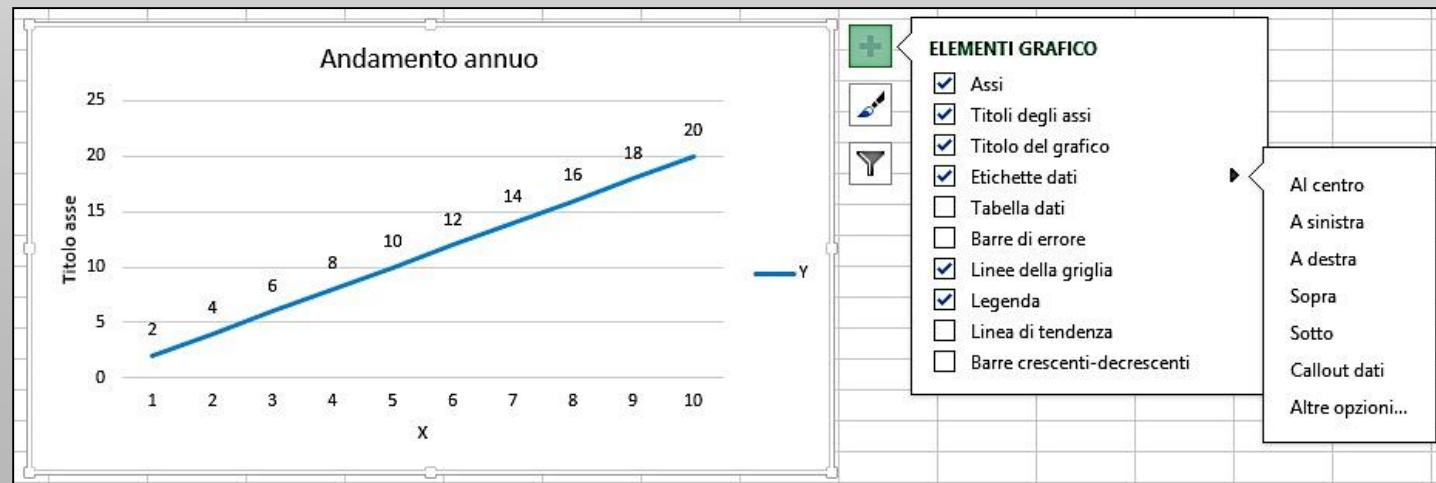 Andamento annuo
25
20
15
10
5
0
Titolo asse
2
4
6
8
10
12
14
16
18
20
1 2 3 4 5 6 7 8 9 10
X
Y
ELEMENTI GRAFICO
Assi
Titoli degli assi
Titolo del grafico
Etichette dati
Tabella dati
Barre di errore
Linee della griglia
Legenda
Linea di tendenza
Barre crescenti-decrescenti
Al centro
A sinistra
A destra
Sopra
Sotto
Callout dati
Altre opzioni...